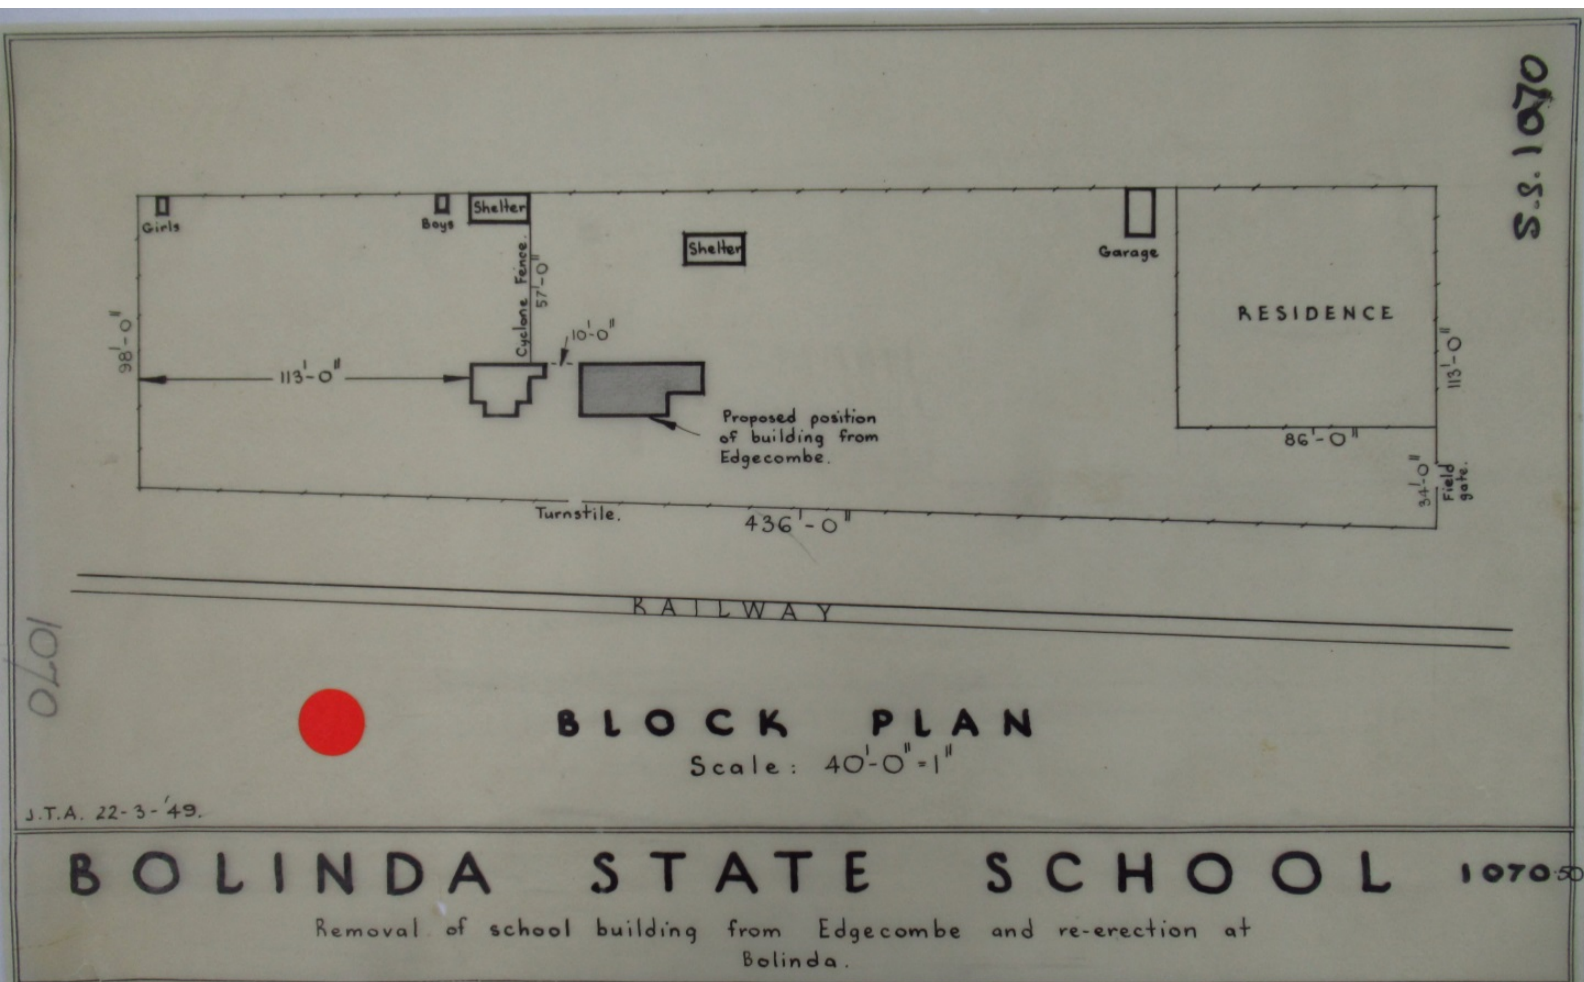 S.S. 1070
Girls
Boys
Shelter
Shelter
Garage
Cyclone Fence.
57'-0"
RESIDENCE
98'-0"
10'-0"
113'-0"
113'-0"
Proposed position
of building from
Edgecombe.
86'-0"
34'-0"
Field
gate.
Turnstile.
436'-0"
RAILWAY
1070
BLOCK PLAN
Scale: 40'-0"=1"
J.T.A. 22-3-'49.
BOLINDA STATE SCHOOL 1070·50
Removal of school building from Edgecombe and re-erection at
Bolinda.